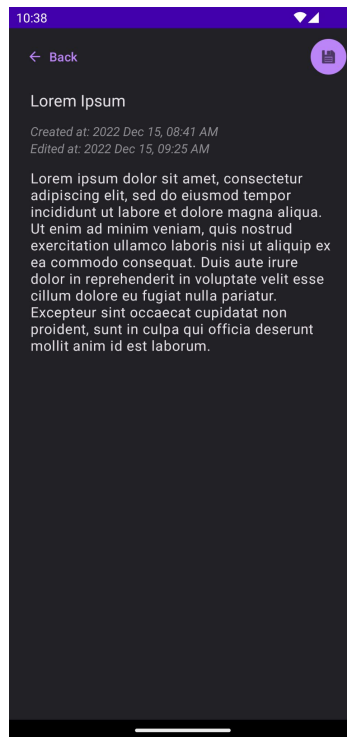 10:38
Back
Lorem Ipsum
Created at: 2022 Dec 15, 08:41 AM
Edited at: 2022 Dec 15, 09:25 AM
Lorem ipsum dolor sit amet, consectetur
adipiscing elit, sed do eiusmod tempor
incididunt ut labore et dolore magna aliqua.
Ut enim ad minim veniam, quis nostrud
exercitation ullamco laboris nisi ut aliquip ex
ea commodo consequat. Duis aute irure
dolor in reprehenderit in voluptate velit esse
cillum dolore eu fugiat nulla pariatur.
Excepteur sint occaecat cupidatat non
proident, sunt in culpa qui officia deserunt
mollit anim id est laborum.